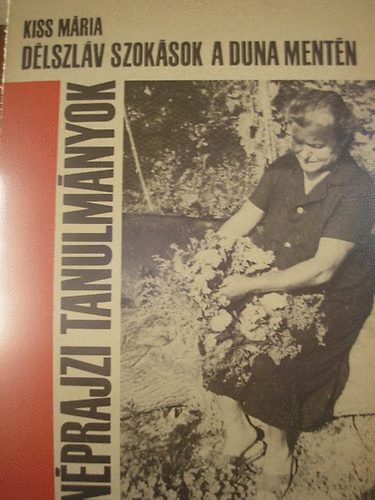 KISS MÁRIA
DÉLSZLÁV SZOKÁSOK A DUNA MENTÉN
NÉPRAJZI TANULMÁNYOK